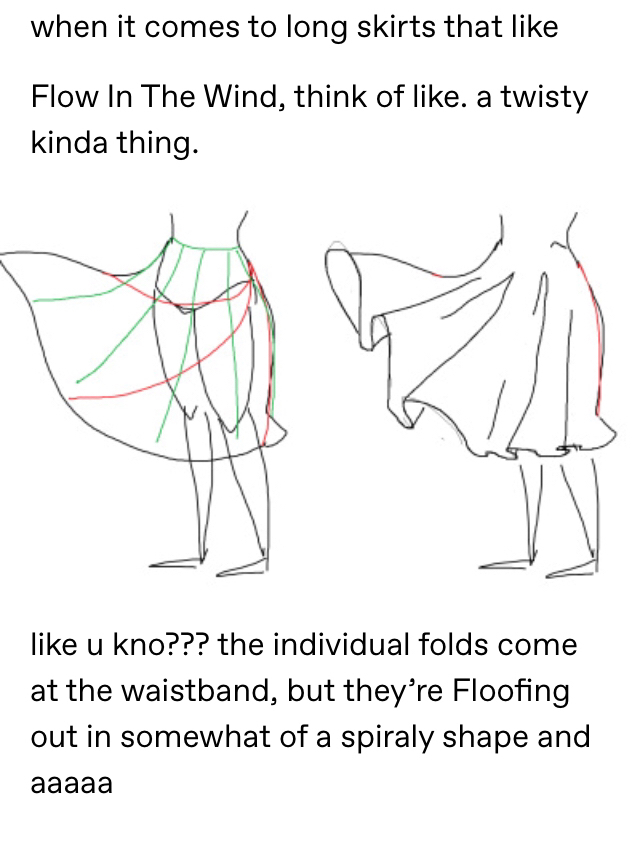 when it comes to long skirts that like
Flow In The Wind, think of like. a twisty
kinda thing.
like u kno??? the individual folds come
at the waistband, but they’re Floofing
out in somewhat of a spiraly shape and
aaaaa